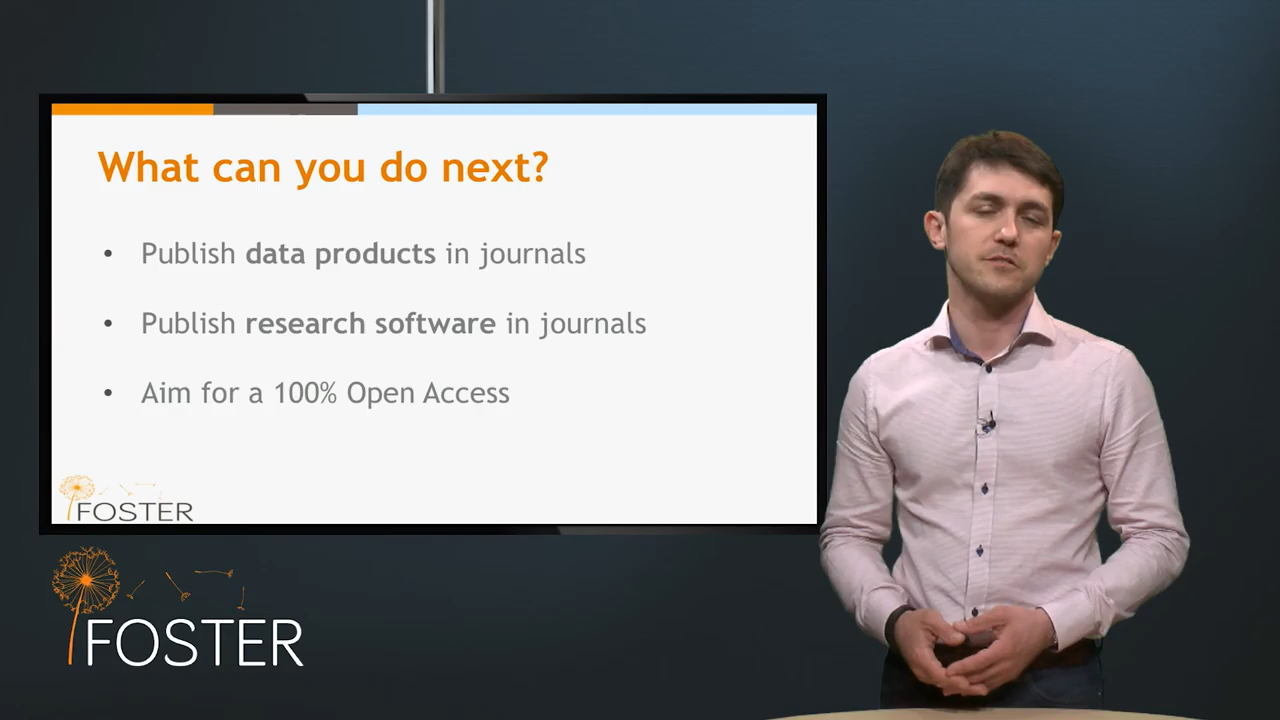 What can you do next?
• Publish data products in journals
• Publish research software in journals
• Aim for a 100% Open Access
FOSTER
FOSTER